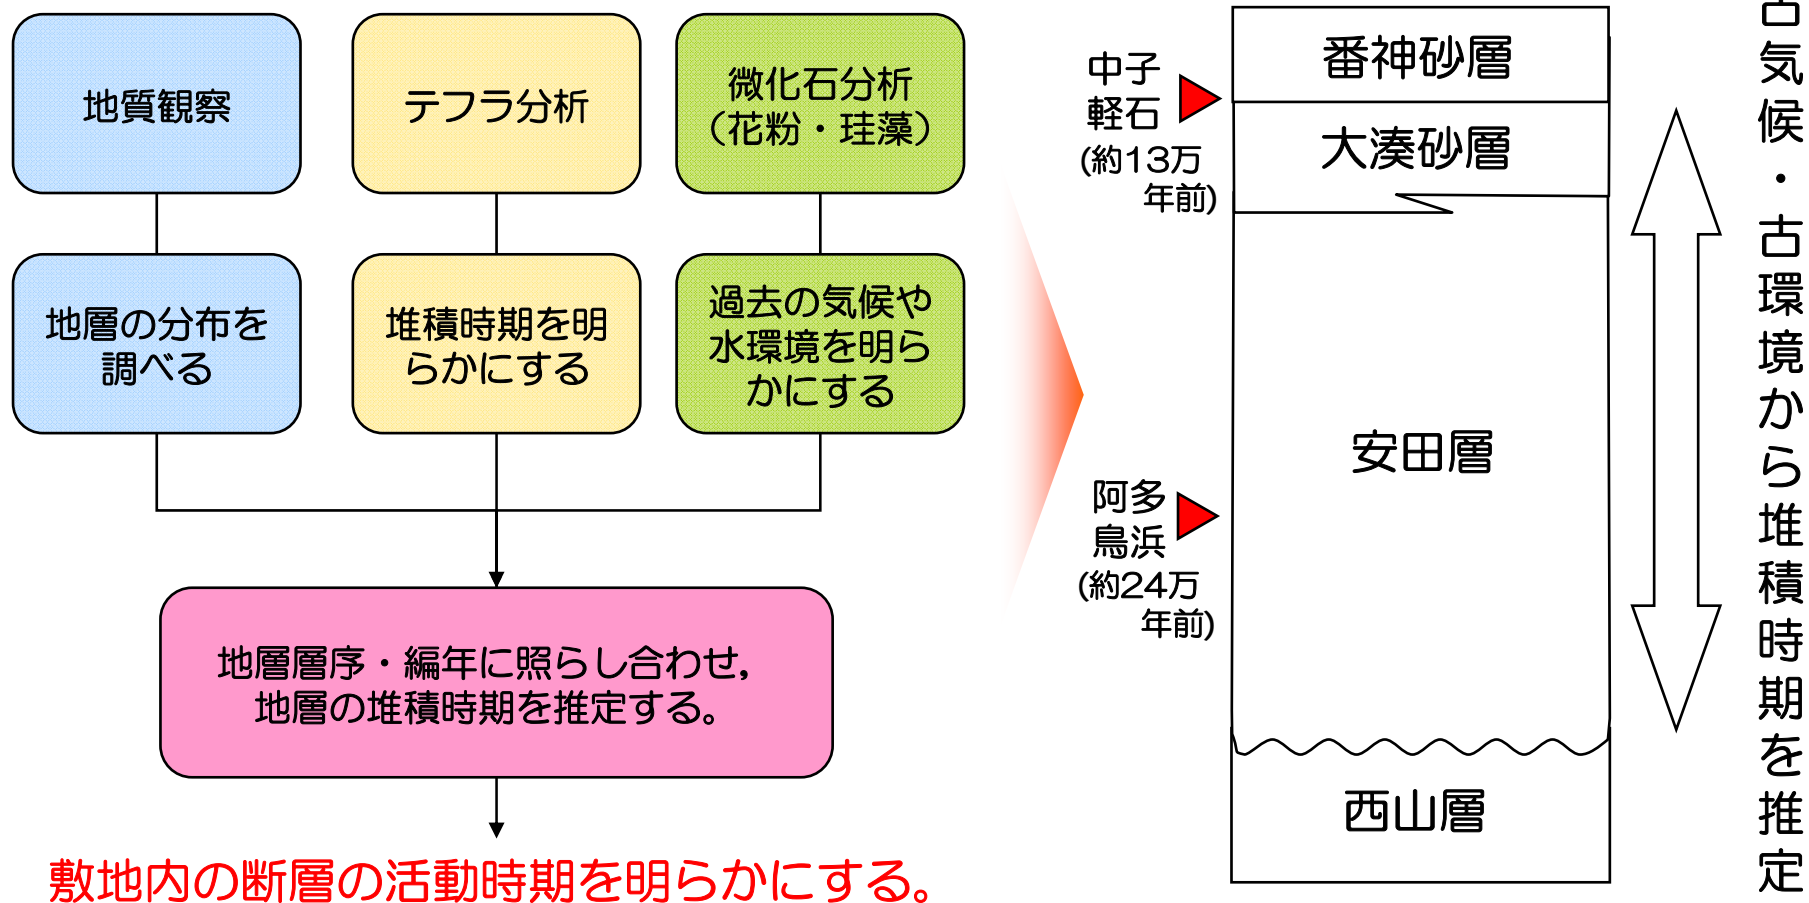 地質観察
テフラ分析
微化石分析
（花粉・珪藻）
地層の分布を
調べる
堆積時期を明
らかにする
過去の気候や
水環境を明ら
かにする
地層層序・編年に照らし合わせ，
地層の堆積時期を推定する。
敷地内の断層の活動時期を明らかにする。
中子
軽石
(約13万
年前)
阿多
鳥浜
(約24万
年前)
番神砂層
大湊砂層
安田層
西山層
古気候・古環境から堆積時期を推定